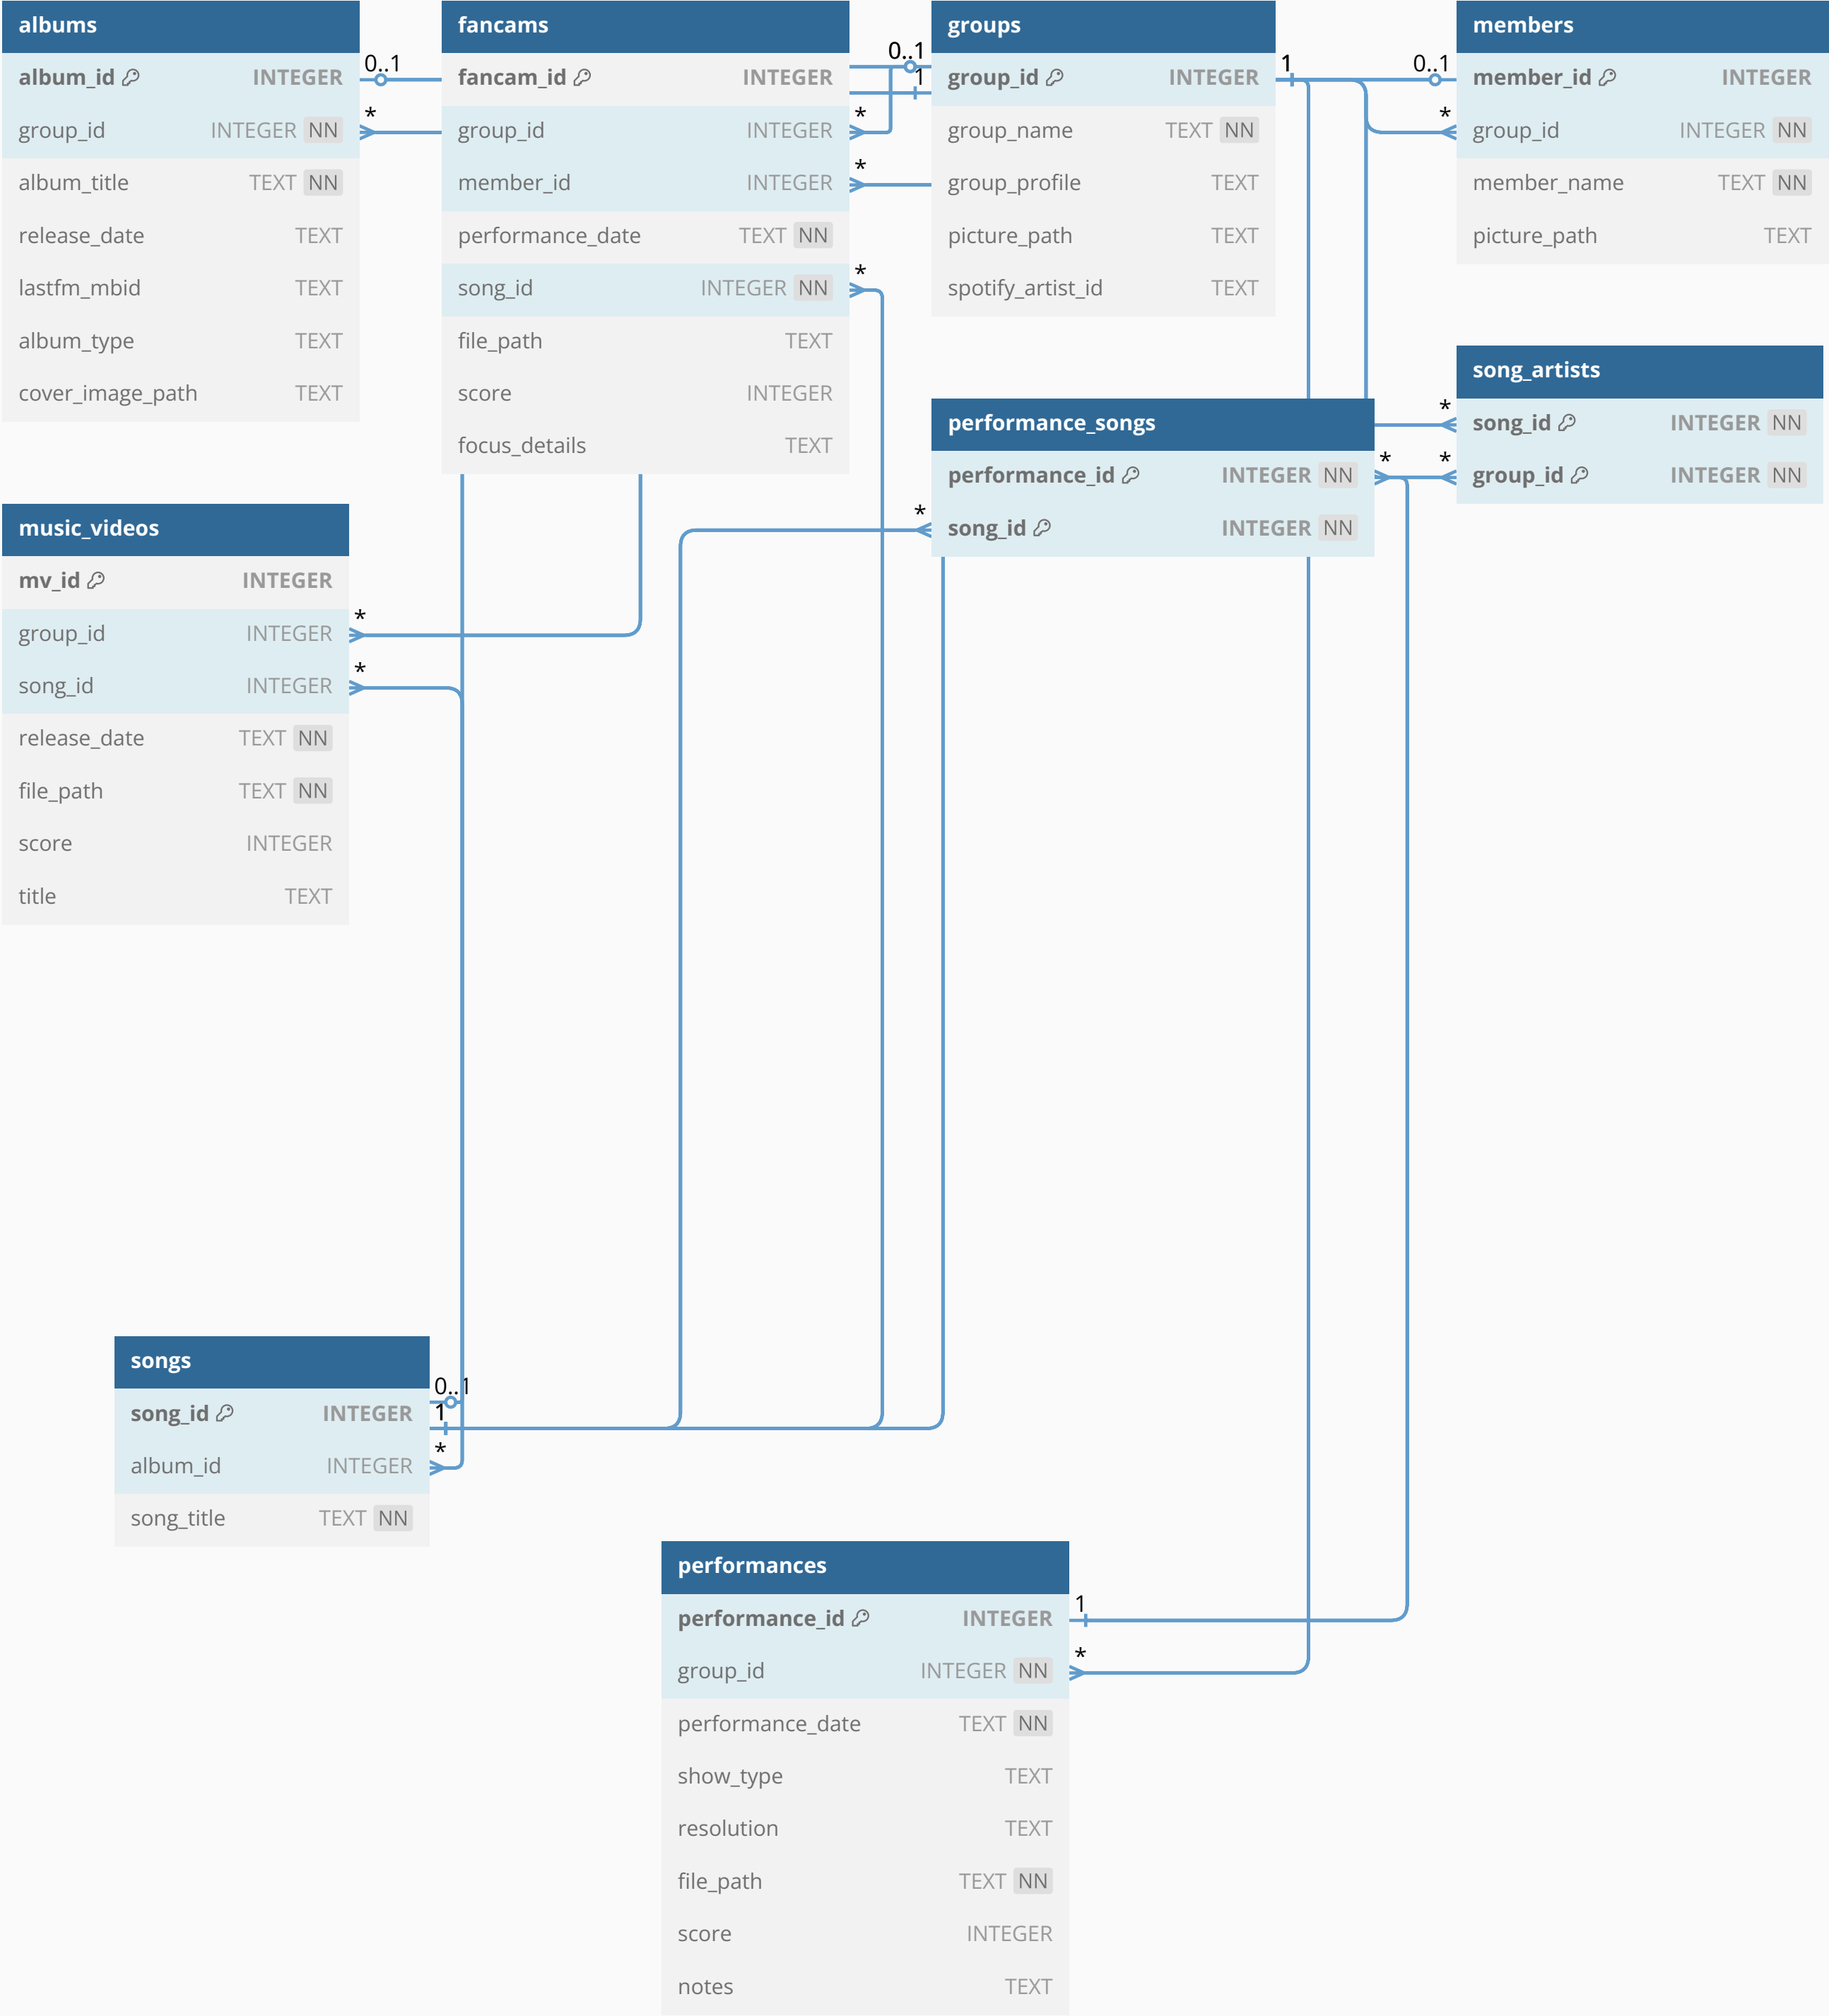 albums
album_id INTEGER
group_id INTEGER NN
album_title TEXT NN
release_date TEXT
lastfm_mbid TEXT
album_type TEXT
cover_image_path TEXT
0..1
*
fancams
fancam_id INTEGER
group_id INTEGER
member_id INTEGER
performance_date TEXT NN
song_id INTEGER NN
file_path TEXT
score INTEGER
focus_details TEXT
0..1
1
*
*
*
groups
group_id INTEGER
group_name TEXT NN
group_profile TEXT
picture_path TEXT
spotify_artist_id TEXT
1
0..1
*
members
member_id INTEGER
group_id INTEGER NN
member_name TEXT NN
picture_path TEXT
song_artists
* song_id INTEGER NN
* group_id INTEGER NN
performance_songs
performance_id INTEGER NN *
* song_id INTEGER NN
music_videos
mv_id INTEGER
group_id INTEGER *
song_id INTEGER *
release_date TEXT NN
file_path TEXT NN
score INTEGER
title TEXT
songs
song_id INTEGER
album_id INTEGER
song_title TEXT NN
0..1
1
*
performances
performance_id INTEGER 1
group_id INTEGER NN *
performance_date TEXT NN
show_type TEXT
resolution TEXT
file_path TEXT NN
score INTEGER
notes TEXT